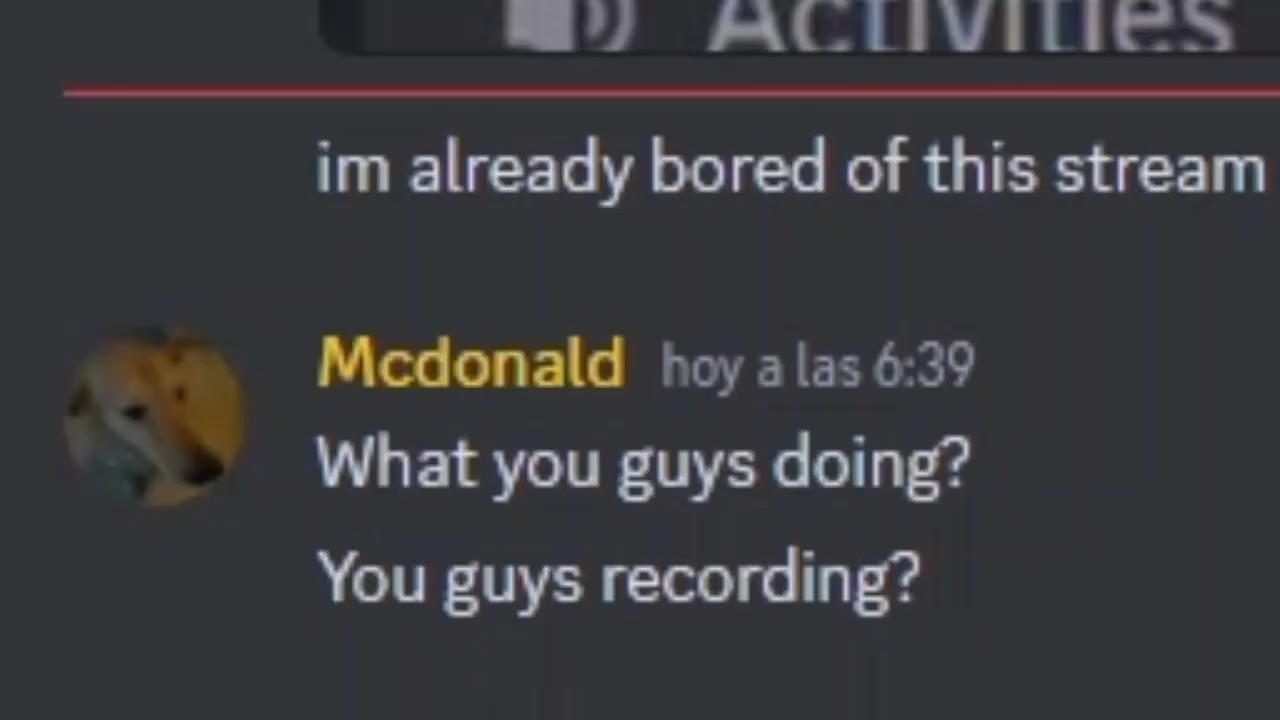 Activities
im already bored of this stream
Mcdonald hoy a las 6:39
What you guys doing?
You guys recording?